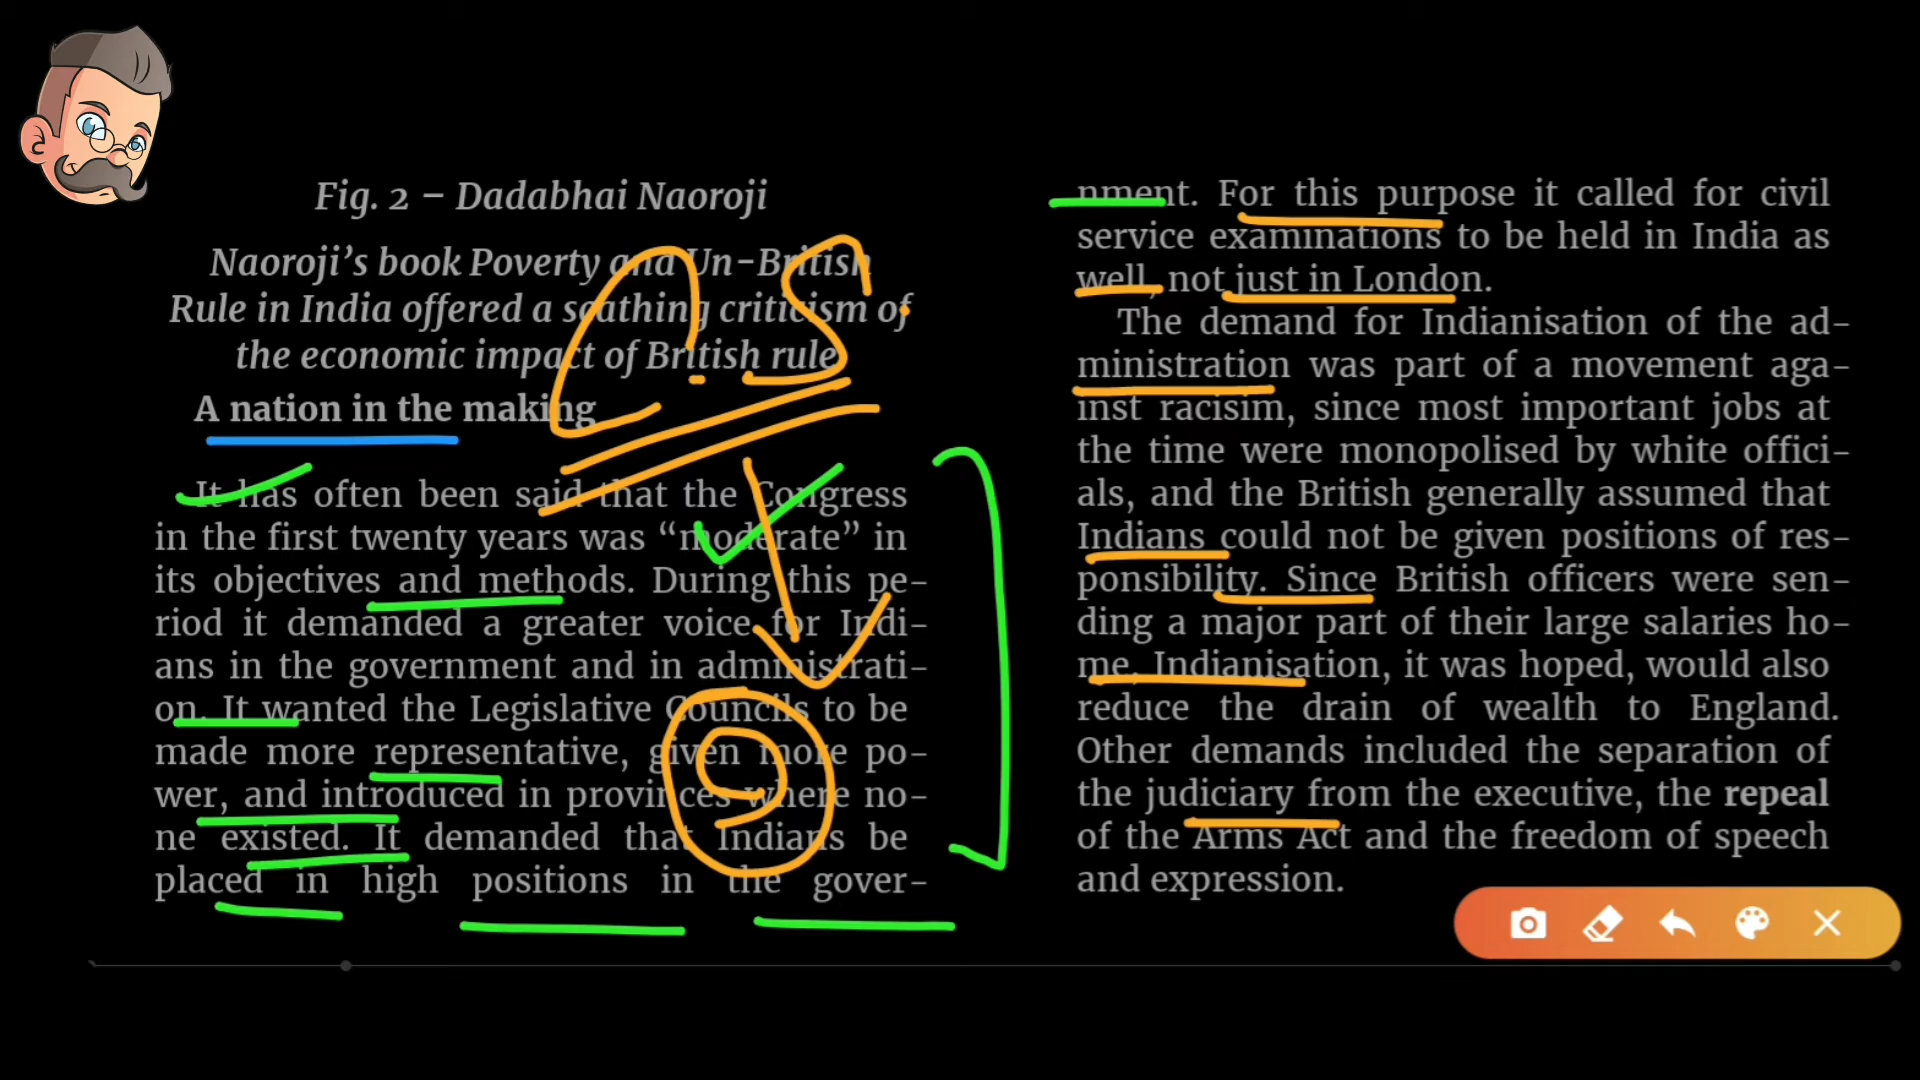 Fig. 2 – Dadabhai Naoroji
Naoroji's book Poverty and Un-British
Rule in India offered a scathing criticism of
the economic impact of British rule
A nation in the making
It has often been said that the Congress
in the first twenty years was “moderate” in
its objectives and methods. During this pe-
riod it demanded a greater voice for Indi-
ans in the government and in administrati-
on. It wanted the Legislative Councils to be
made more representative, given more po-
wer, and introduced in provinces where no-
ne existed. It demanded that Indians be
placed in high positions in the gover-
nment. For this purpose it called for civil
service examinations to be held in India as
well, not just in London.
The demand for Indianisation of the ad-
ministration was part of a movement aga-
inst racisim, since most important jobs at
the time were monopolised by white offici-
als, and the British generally assumed that
Indians could not be given positions of res-
ponsibility. Since British officers were sen-
ding a major part of their large salaries ho-
me, Indianisation, it was hoped, would also
reduce the drain of wealth to England.
Other demands included the separation of
the judiciary from the executive, the repeal
of the Arms Act and the freedom of speech
and expression.